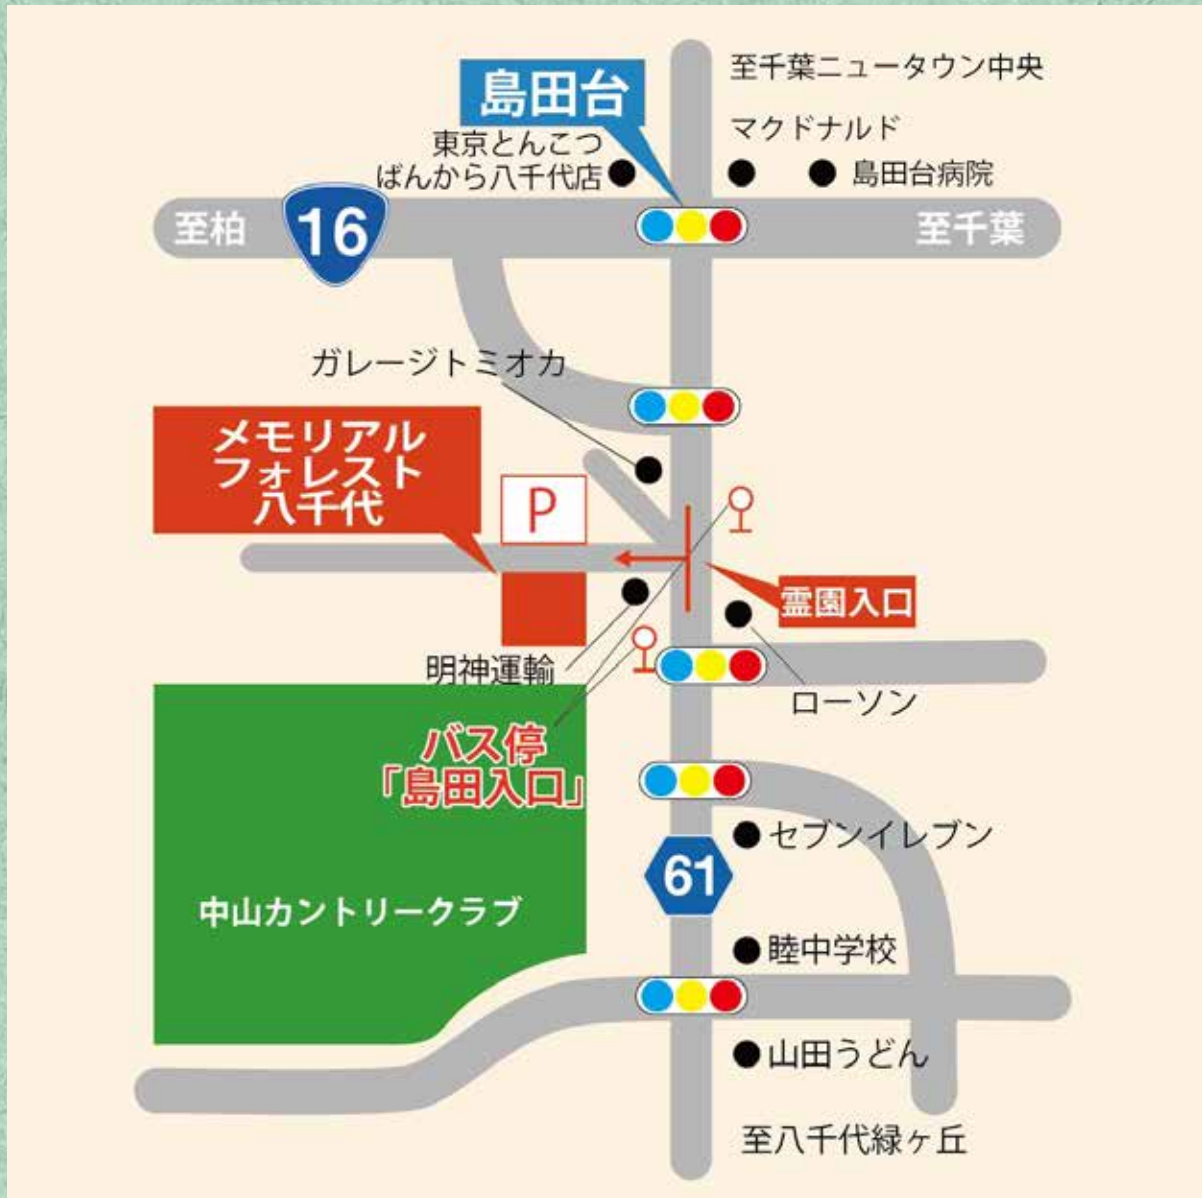 至千葉ニュータウン中央
島田台
マクドナルド
東京とんこつ
ばんから八千代店
島田台病院
至柏
16
至千葉
ガレージトミオカ
メモリアル
フォレスト
八千代
P
霊園入口
明神運輸
ローソン
バス停
「島田入口」
セブンイレブン
61
中山カントリークラブ
睦中学校
山田うどん
至八千代緑ヶ丘